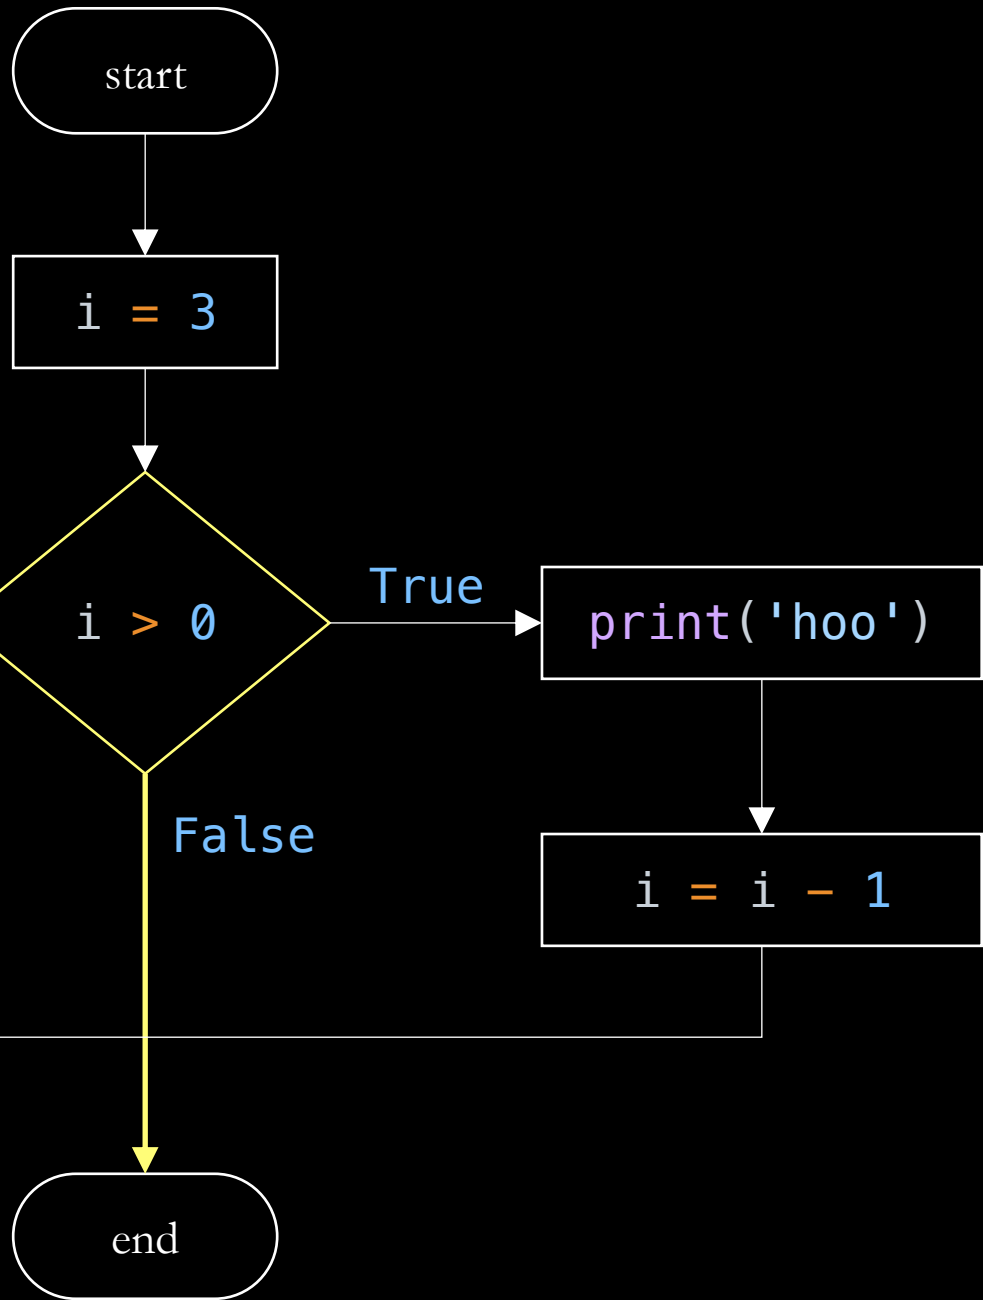 start
i = 3
i > 0
True
print('hoo')
False
i = i - 1
end